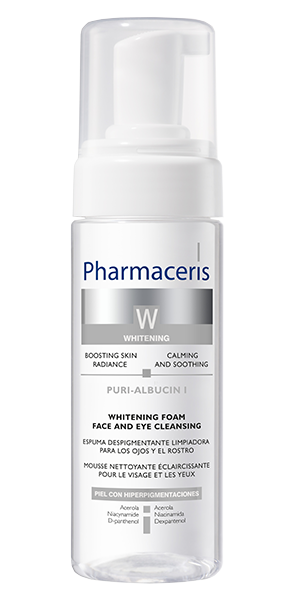 Pharmaceris
W
WHITENING
BOOSTING SKIN RADIANCE
CALMING AND SOOTHING
PURI-ALBUCIN I
WHITENING FOAM
FACE AND EYE CLEANSING
ESPUMA DESPIGMENTANTE LIMPIADORA
PARA LOS OJOS Y EL ROSTRO
MOUSSE NETTOYANTE ÉCLAIRCISSANTE
POUR LE VISAGE ET LES YEUX
PIEL CON HIPERPIGMENTACIONES
Acerola
Niacynamide
D-panthenol
Acerola
Niacinamida
Dexpantenol